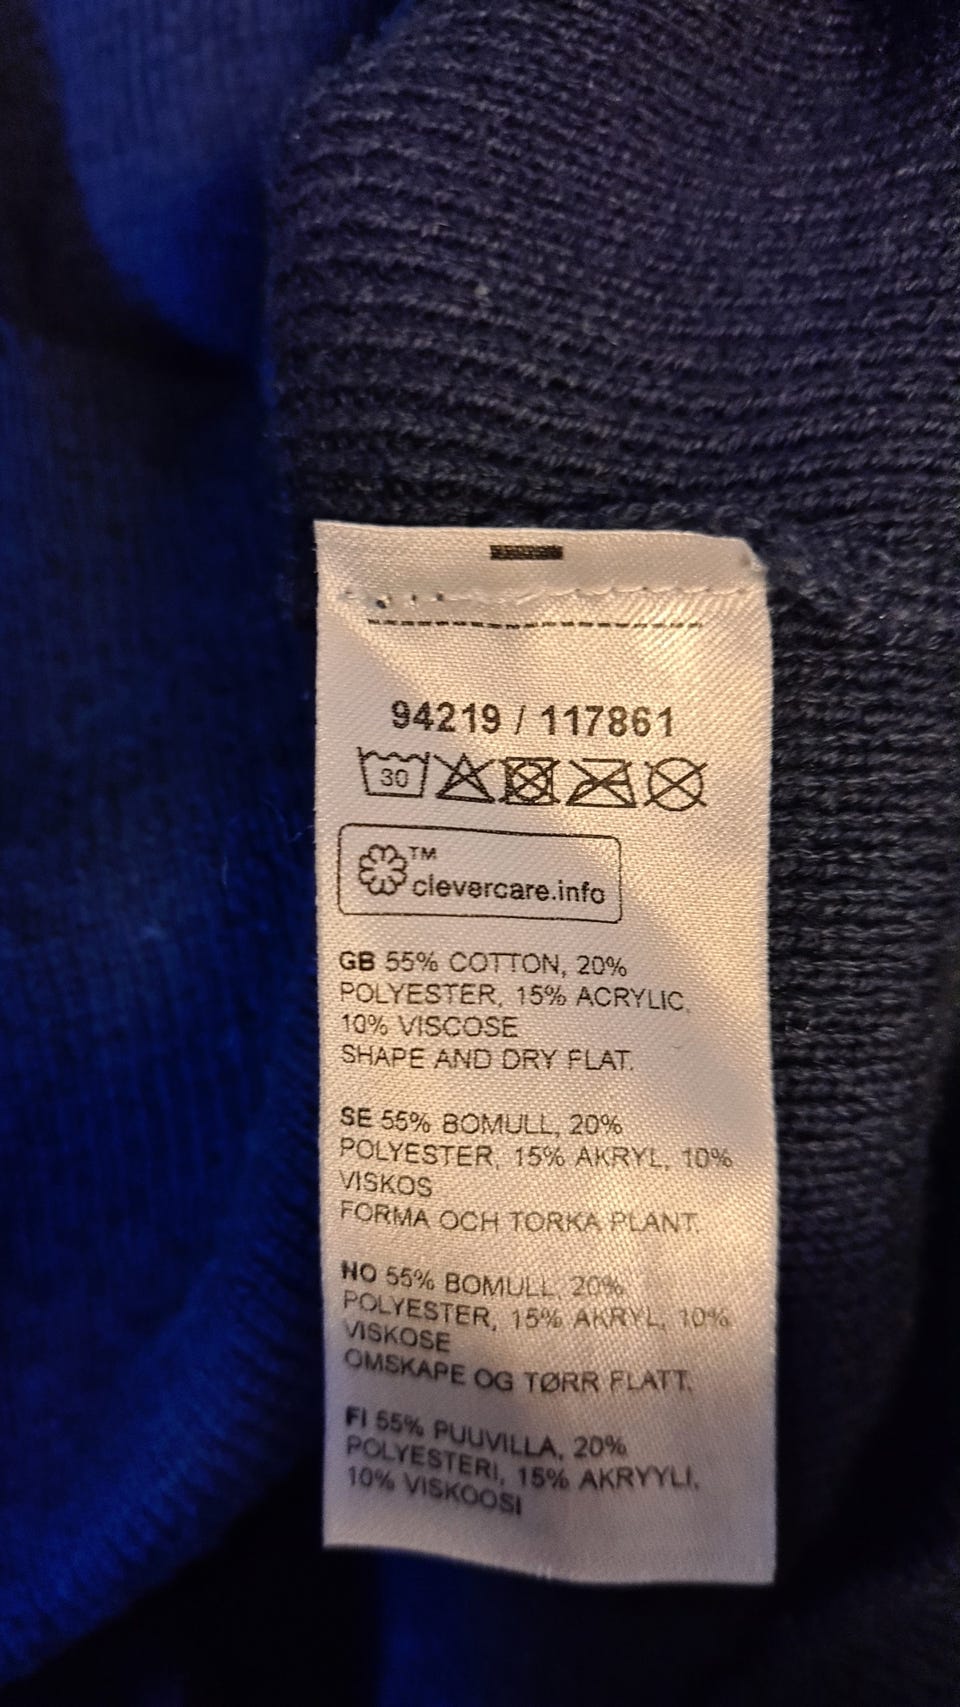 94219 / 117861
30
TM
clevercare.info
GB 55% COTTON, 20%
POLYESTER, 15% ACRYLIC,
10% VISCOSE
SHAPE AND DRY FLAT.
SE 55% BOMULL, 20%
POLYESTER, 15% AKRYL, 10%
VISKOS
FORMA OCH TORKA PLANT.
NO 55% BOMULL, 20%
POLYESTER, 15% AKRYL, 10%
VISKOSE
OMSKAPE OG TØRR FLATT.
FI 55% PUUVILLA, 20%
POLYESTERI, 15% AKRYYLI,
10% VISKOOSI